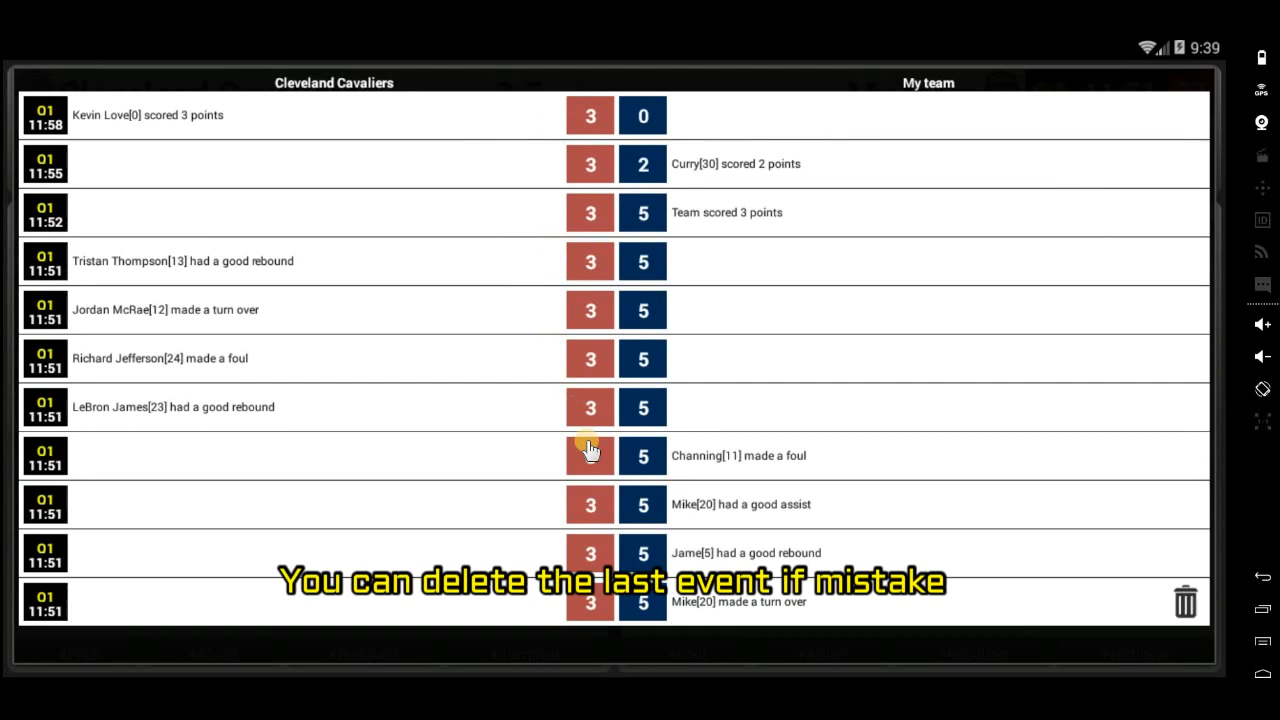 9:39
GPS
Cleveland Cavaliers My team
01 11:58 Kevin Love[0] scored 3 points 3 0
01 11:55 3 2 Curry[30] scored 2 points
01 11:52 3 5 Team scored 3 points
01 11:51 Tristan Thompson[13] had a good rebound 3 5
01 11:51 Jordan McRae[12] made a turn over 3 5
01 11:51 Richard Jefferson[24] made a foul 3 5
01 11:51 LeBron James[23] had a good rebound 3 5
01 11:51 5 Channing[11] made a foul
01 11:51 3 5 Mike[20] had a good assist
01 11:51 3 5 Jame[5] had a good rebound
You can delete the last event if mistake
01 11:51 3 5 Mike[20] made a turn over
ID